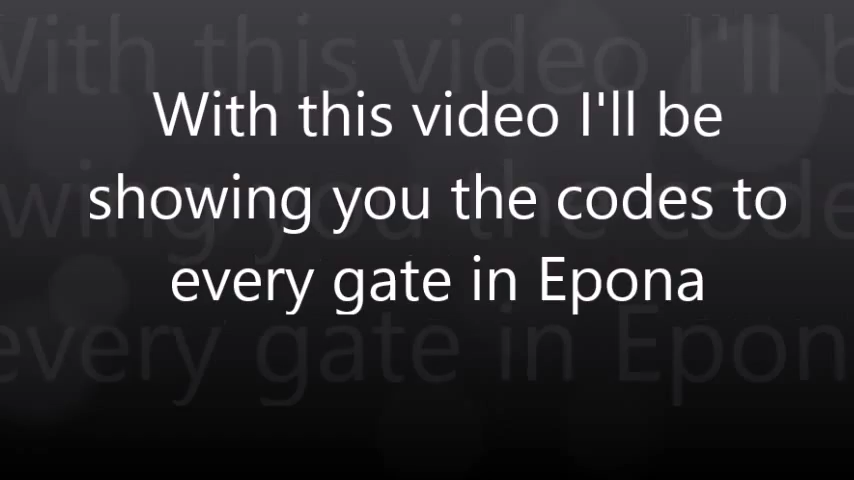 With this video I'll be
showing you the codes to
every gate in Epona